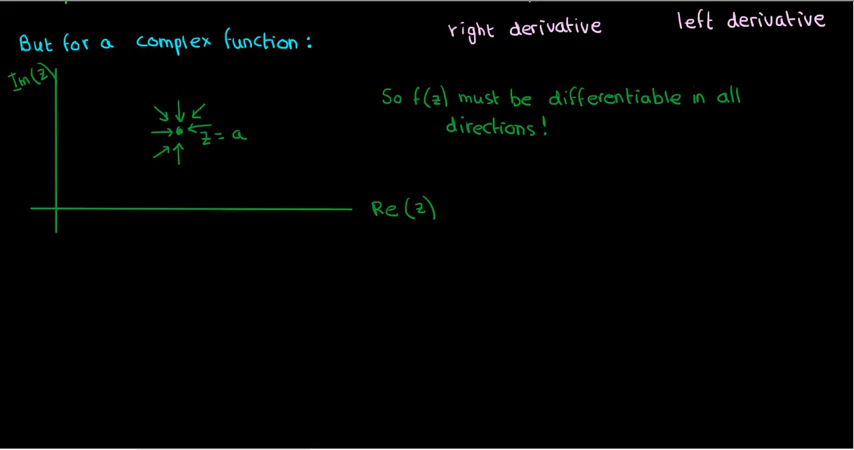 right derivative left derivative
But for a complex function :
Im(z)
So f(z) must be differentiable in all
directions!
z = a
Re(z)